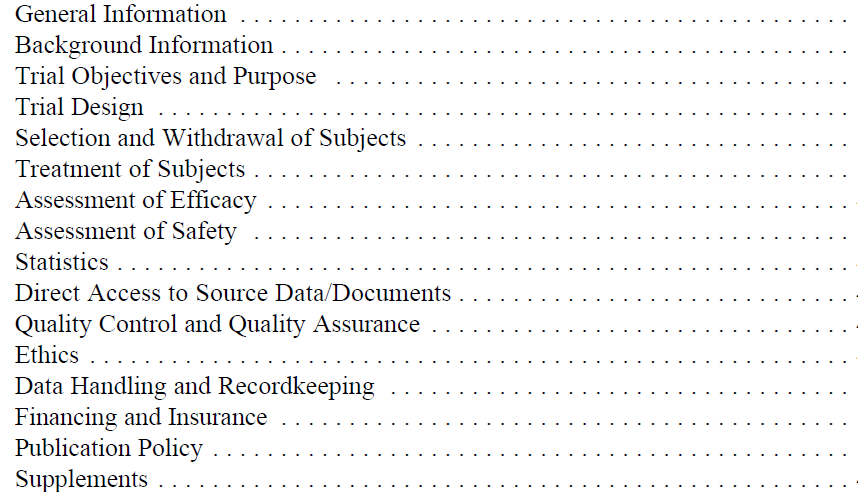 General Information . . . . . . . . . . . . . . . . . . . . . . . . . . . . . . . . . . . . . . . . . . . . .
Background Information . . . . . . . . . . . . . . . . . . . . . . . . . . . . . . . . . . . . . . . . . .
Trial Objectives and Purpose . . . . . . . . . . . . . . . . . . . . . . . . . . . . . . . . . . . . . .
Trial Design . . . . . . . . . . . . . . . . . . . . . . . . . . . . . . . . . . . . . . . . . . . . . . . . . . .
Selection and Withdrawal of Subjects . . . . . . . . . . . . . . . . . . . . . . . . . . . . . . . .
Treatment of Subjects . . . . . . . . . . . . . . . . . . . . . . . . . . . . . . . . . . . . . . . . . . . .
Assessment of Efficacy . . . . . . . . . . . . . . . . . . . . . . . . . . . . . . . . . . . . . . . . . . .
Assessment of Safety . . . . . . . . . . . . . . . . . . . . . . . . . . . . . . . . . . . . . . . . . . . .
Statistics . . . . . . . . . . . . . . . . . . . . . . . . . . . . . . . . . . . . . . . . . . . . . . . . . . . . . .
Direct Access to Source Data/Documents . . . . . . . . . . . . . . . . . . . . . . . . . . . . .
Quality Control and Quality Assurance . . . . . . . . . . . . . . . . . . . . . . . . . . . . . . .
Ethics . . . . . . . . . . . . . . . . . . . . . . . . . . . . . . . . . . . . . . . . . . . . . . . . . . . . . . . .
Data Handling and Recordkeeping . . . . . . . . . . . . . . . . . . . . . . . . . . . . . . . . . .
Financing and Insurance . . . . . . . . . . . . . . . . . . . . . . . . . . . . . . . . . . . . . . . . . .
Publication Policy . . . . . . . . . . . . . . . . . . . . . . . . . . . . . . . . . . . . . . . . . . . . . . .
Supplements . . . . . . . . . . . . . . . . . . . . . . . . . . . . . . . . . . . . . . . . . . . . . . . . . . .